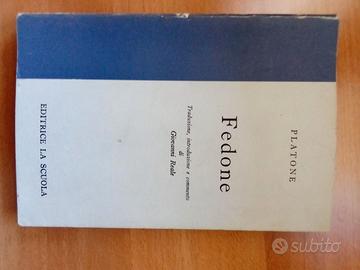 PLATONE
Fedone
Traduzione, introduzione e commento
di
Giovanni Reale
EDITRICE LA SCUOLA
subito